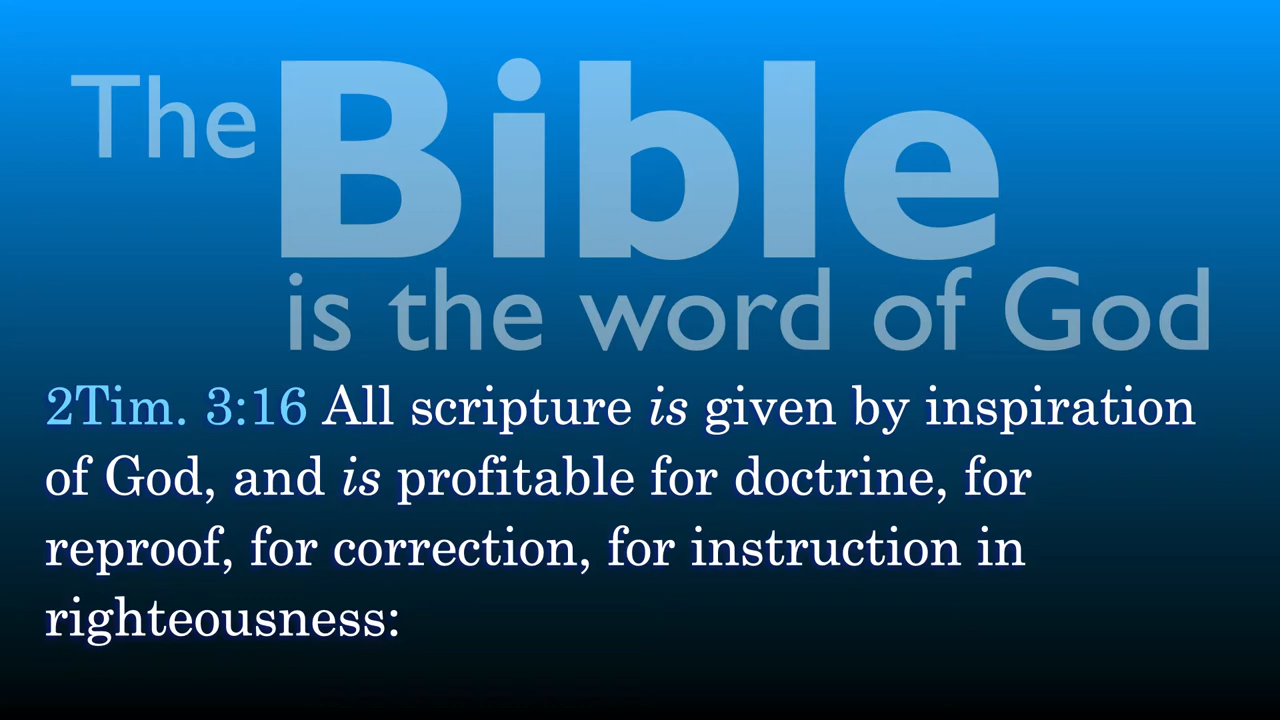 The Bible
is the word of God
2Tim. 3:16 All scripture is given by inspiration
of God, and is profitable for doctrine, for
reproof, for correction, for instruction in
righteousness: